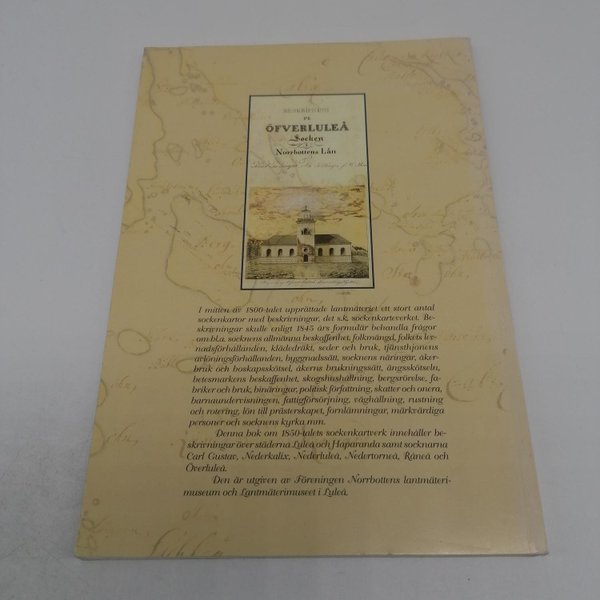 BESKRIFNING
ÖFVERLULEÅ
Socken
i
Norrbottens Län
I mitten av 1800-talet upprättade lantmäteriet ett stort antal
sockenkartor med beskrivningar, det s.k. sockenkarteverket. Be-
skrivningar skulle enligt 1845 års formulär behandla frågor
om bl.a. socknens allmänna beskaffenhet, folkmängd, folkets lev-
nadsförhållanden, klädedräkt, seder och bruk, tjänsthjonens
avlöningsförhållanden, byggnadssätt, socknens näringar, åker-
bruk och boskapsskötsel, åkerns brukningssätt, ängsskötseln,
betesmarkens beskaffenhet, skogshushållning, bergsrörelse, fa-
briker och bruk, binäringar, politisk författning, skatter och onera,
barnaundervisningen, fattigförsörjning, väghållning, rustning
och rotering, lön till prästerskapet, fornlämningar, märkvärdiga
personer och socknens kyrka mm.
Denna bok om 1850-talets sockenkartverk innehåller be-
skrivningar över städerna Luleå och Haparanda samt socknarna
Carl Gustav, Nederkalix, Nederluleå, Nedertorneå, Råneå och
Överluleå.
Den är utgiven av Föreningen Norrbottens lantmäteri-
museum och Lantmäterimuseet i Luleå.